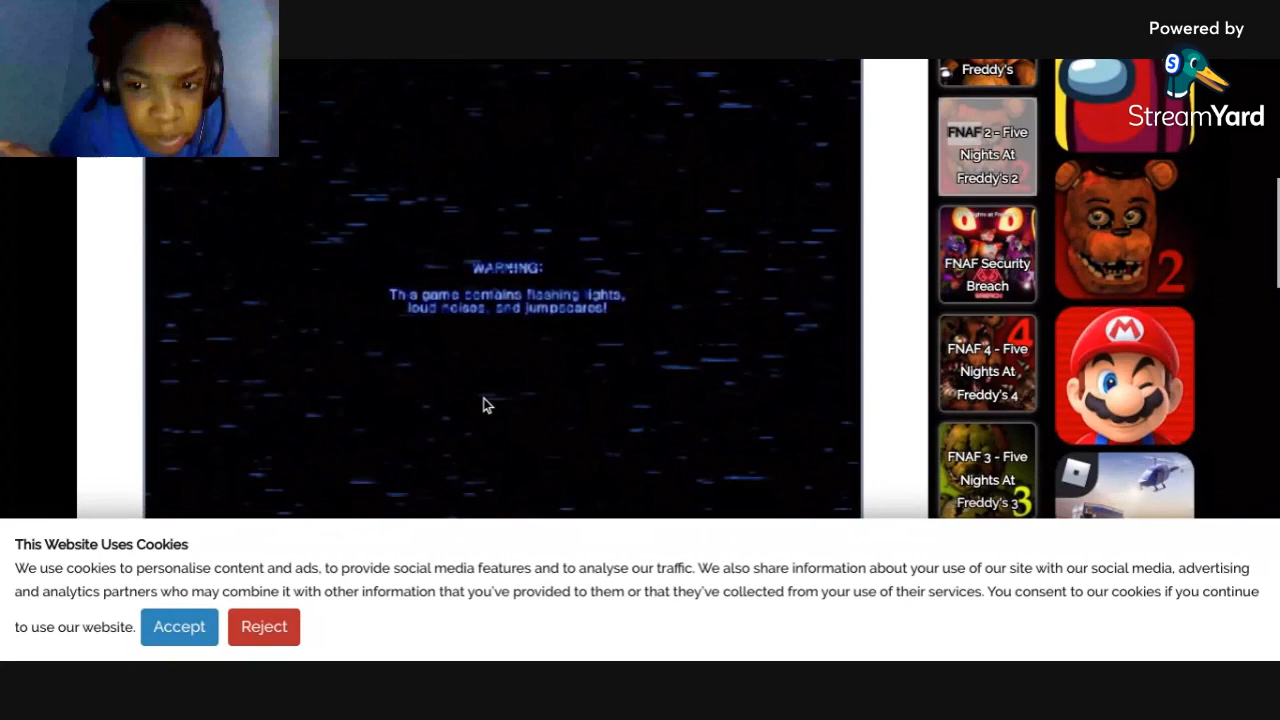 Powered by
StreamYard
WARNING:
This game contains flashing lights,
loud noises, and jumpscares!
Freddy's
FNAF 2 - Five
Nights At
Freddy's 2
2
FNAF Security
Breach
FNAF 4 - Five
Nights At
Freddy's 4
4
M
FNAF 3 - Five
Nights At
Freddy's 3
3
This Website Uses Cookies
We use cookies to personalise content and ads, to provide social media features and to analyse our traffic. We also share information about your use of our site with our social media, advertising
and analytics partners who may combine it with other information that you've provided to them or that they've collected from your use of their services. You consent to our cookies if you continue
to use our website.
Accept
Reject